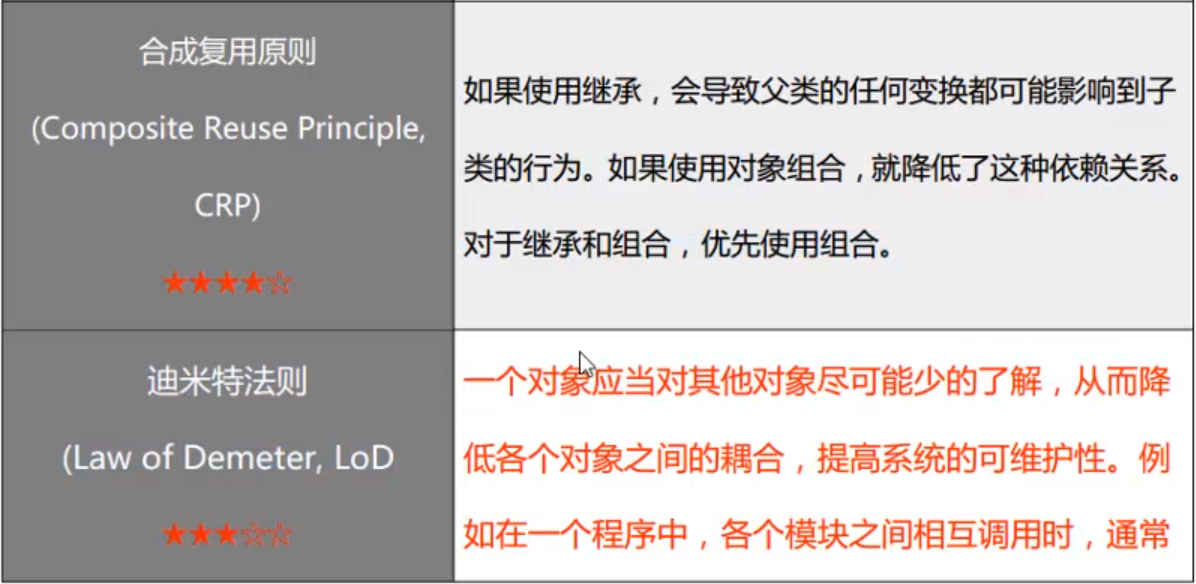 合成复用原则
(Composite Reuse Principle,
CRP)
★★★★☆
如果使用继承，会导致父类的任何变换都可能影响到子
类的行为。如果使用对象组合，就降低了这种依赖关系。
对于继承和组合，优先使用组合。
迪米特法则
(Law of Demeter, LoD
★★★☆☆
一个对象应当对其他对象尽可能少的了解，从而降
低各个对象之间的耦合，提高系统的可维护性。例
如在一个程序中，各个模块之间相互调用时，通常